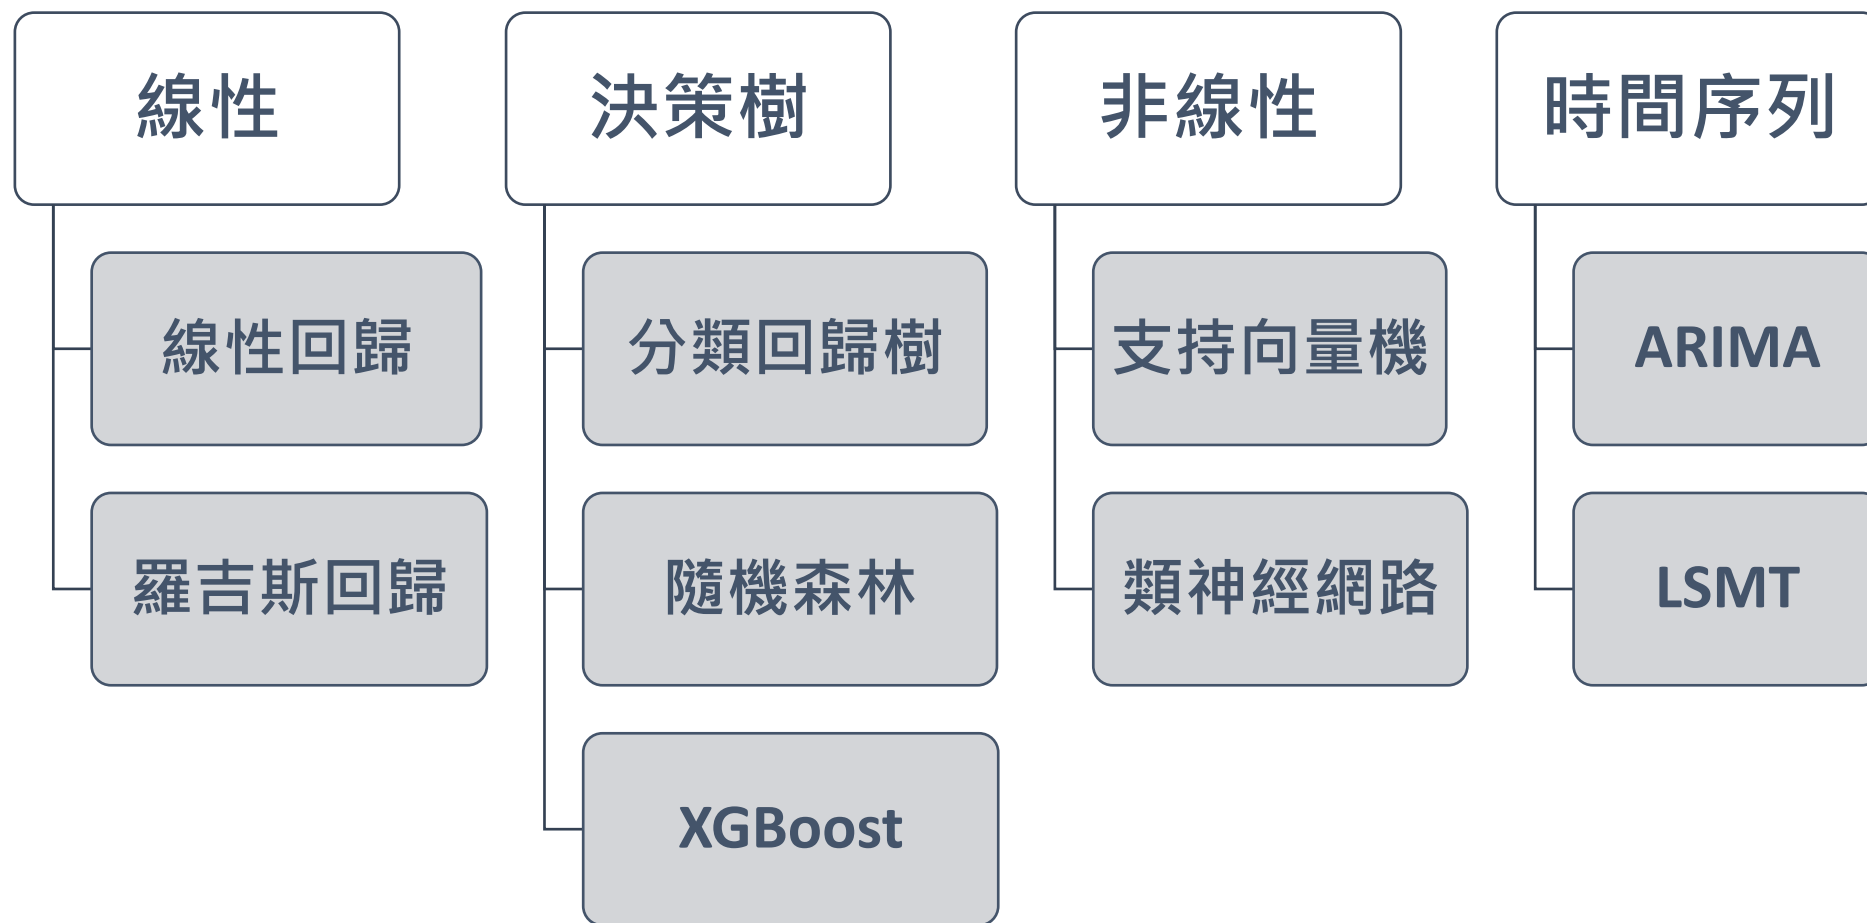 線性
線性回歸
羅吉斯回歸
決策樹
分類回歸樹
隨機森林
XGBoost
非線性
支持向量機
類神經網路
時間序列
ARIMA
LSMT